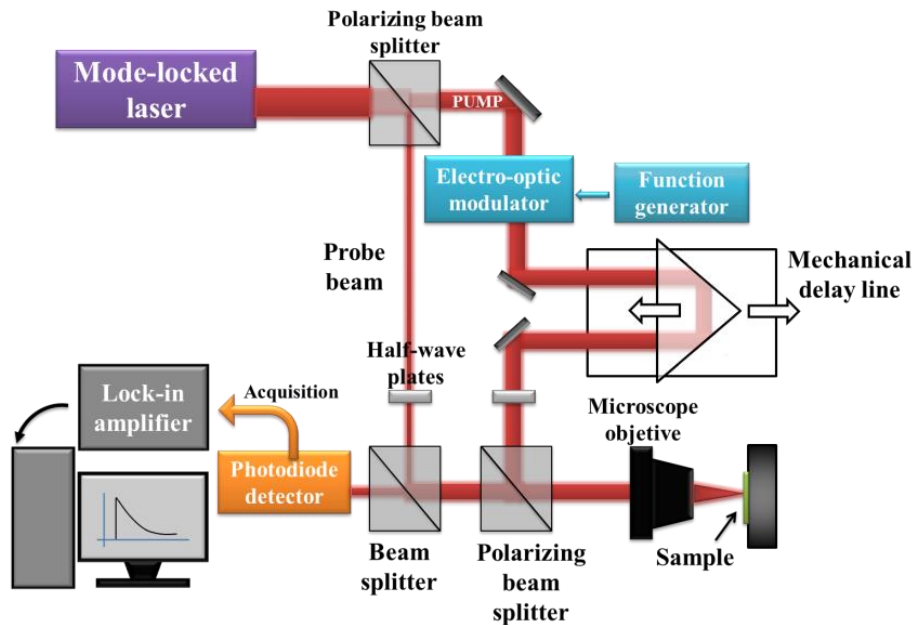 Polarizing beam
splitter
Mode-locked
laser
PUMP
Electro-optic
modulator
Function
generator
Probe
beam
Mechanical
delay line
Half-wave
plates
Lock-in
amplifier
Acquisition
Microscope
objetive
Photodiode
detector
Beam
splitter
Polarizing
beam
splitter
Sample